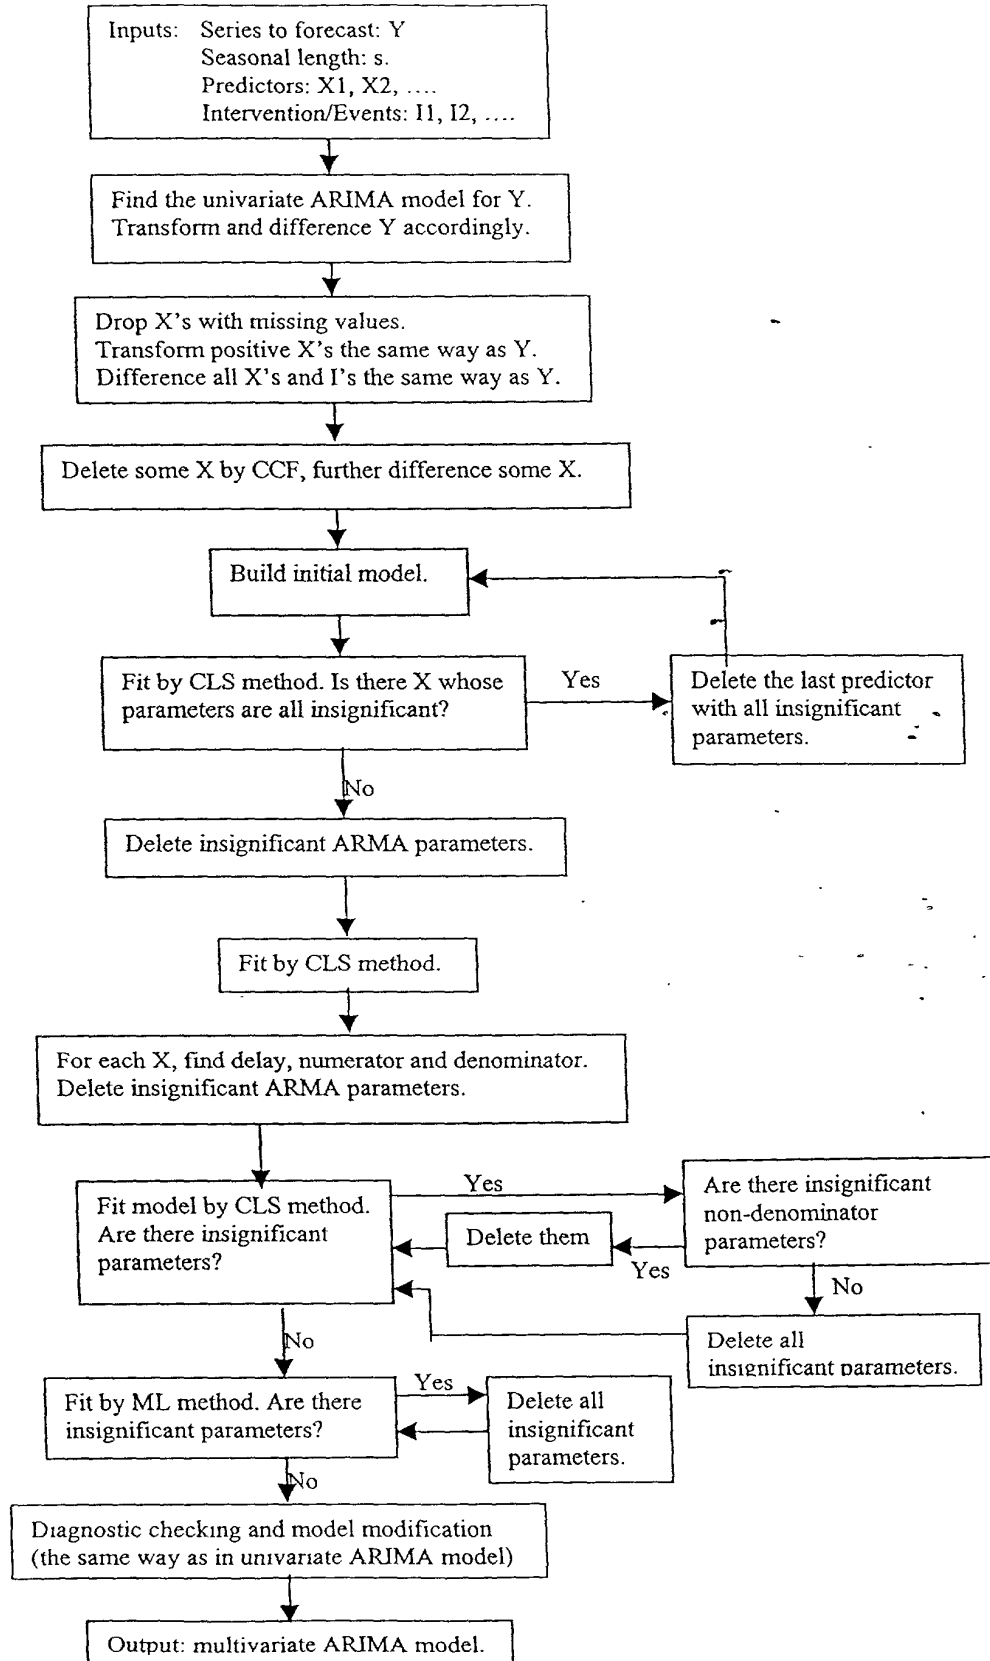 Inputs: Series to forecast: Y
Seasonal length: s.
Predictors: X1, X2, ....
Intervention/Events: I1, I2, ....
Find the univariate ARIMA model for Y.
Transform and difference Y accordingly.
Drop X's with missing values.
Transform positive X's the same way as Y.
Difference all X's and I's the same way as Y.
Delete some X by CCF, further difference some X.
Build initial model.
Fit by CLS method. Is there X whose
parameters are all insignificant?
Yes
Delete the last predictor
with all insignificant
parameters.
No
Delete insignificant ARMA parameters.
Fit by CLS method.
For each X, find delay, numerator and denominator.
Delete insignificant ARMA parameters.
Fit model by CLS method.
Are there insignificant
parameters?
Yes
Are there insignificant
non-denominator
parameters?
Delete them
Yes
No
Delete all
insignificant parameters.
No
Fit by ML method. Are there
insignificant parameters?
Yes
Delete all
insignificant
parameters.
No
Diagnostic checking and model modification
(the same way as in univariate ARIMA model)
Output: multivariate ARIMA model.